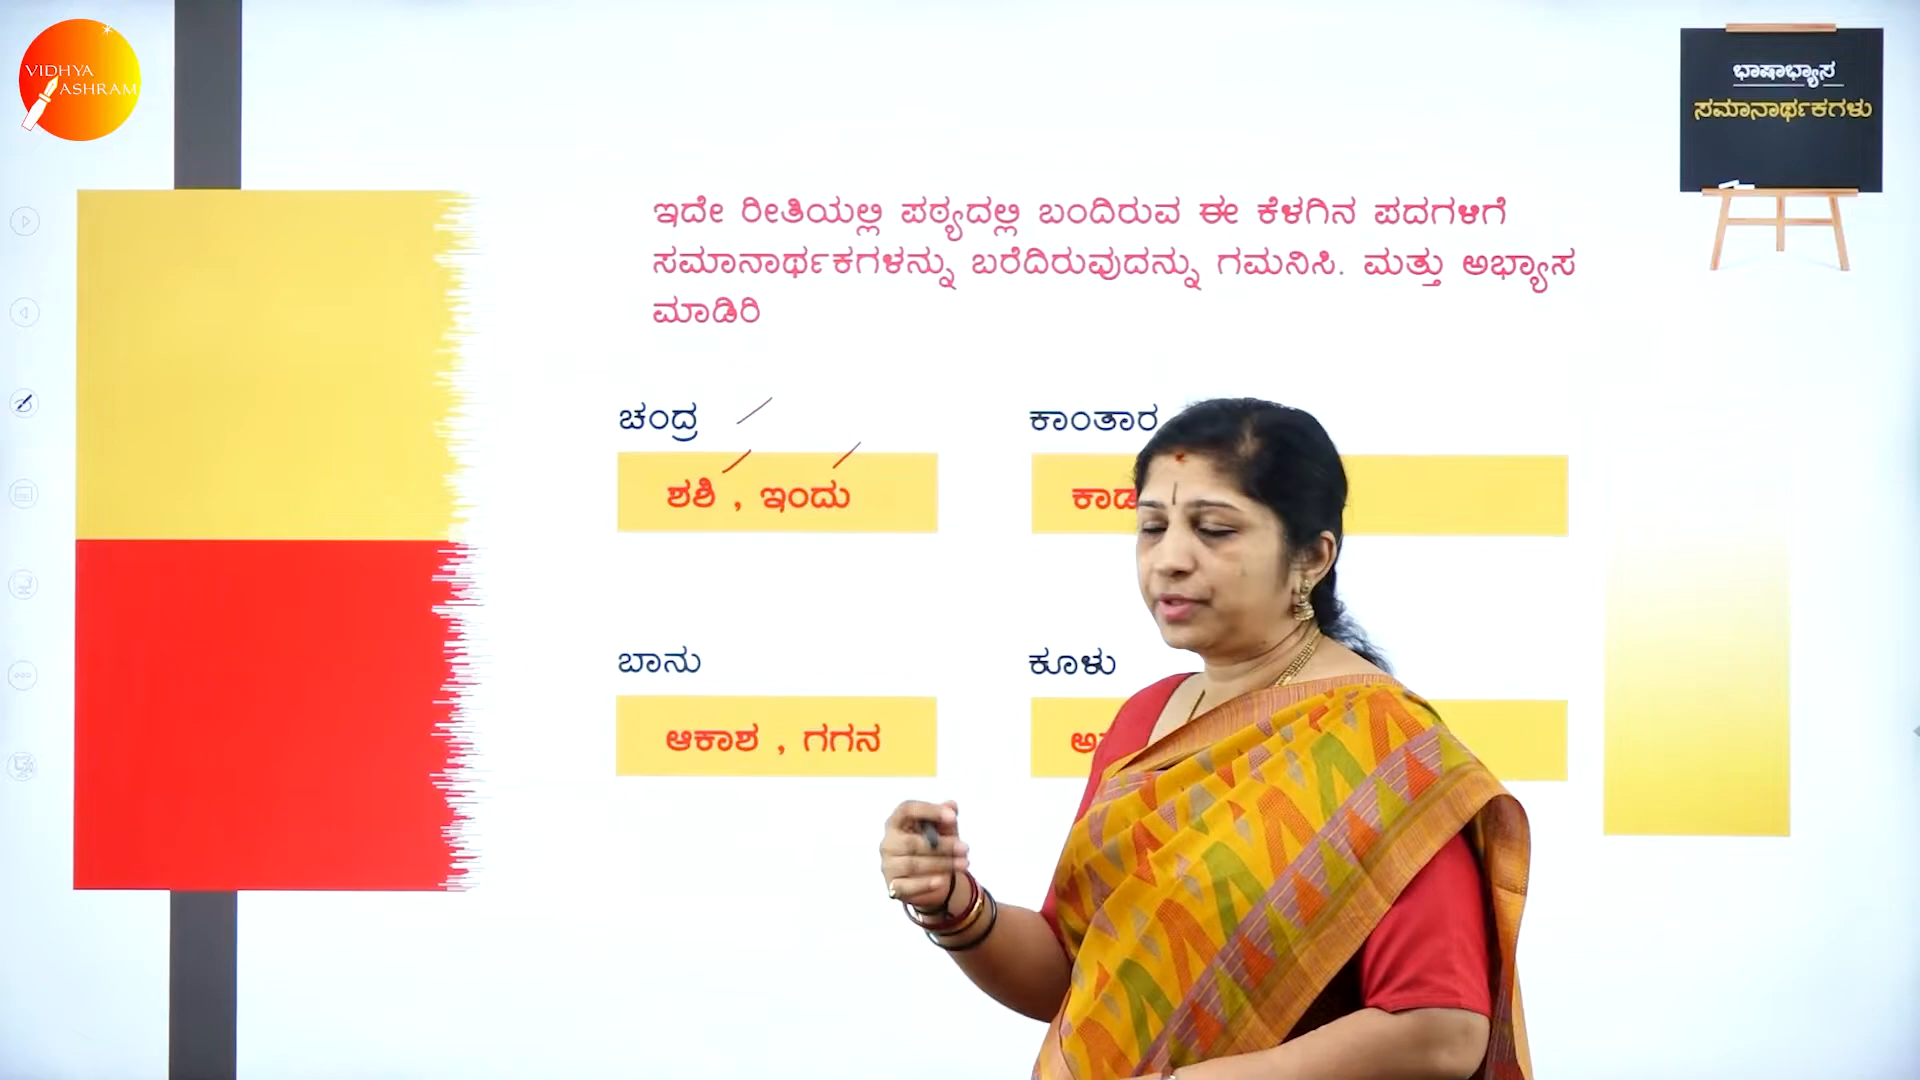 VIDHYA
ASHRAM
ಭಾಷಾಭ್ಯಾಸ
ಸಮಾನಾರ್ಥಕಗಳು
ಇದೇ ರೀತಿಯಲ್ಲಿ ಪಠ್ಯದಲ್ಲಿ ಬಂದಿರುವ ಈ ಕೆಳಗಿನ ಪದಗಳಿಗೆ
ಸಮಾನಾರ್ಥಕಗಳನ್ನು ಬರೆದಿರುವುದನ್ನು ಗಮನಿಸಿ. ಮತ್ತು ಅಭ್ಯಾಸ
ಮಾಡಿರಿ
ಚಂದ್ರ
ಶಶಿ , ಇಂದು
ಕಾಂತಾರ
ಬಾನು
ಆಕಾಶ , ಗಗನ
ಕೂಳು